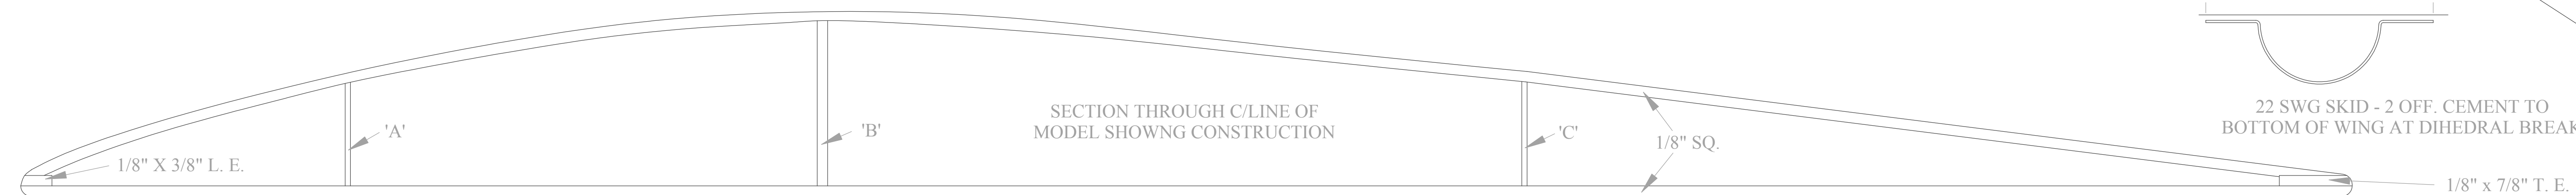 SECTION THROUGH C/LINE OF
MODEL SHOWNG CONSTRUCTION
'A'
'B'
'C'
1/8" SQ.
1/8" X 3/8" L. E.
22 SWG SKID - 2 OFF. CEMENT TO
BOTTOM OF WING AT DIHEDRAL BREAK
1/8" x 7/8" T. E.